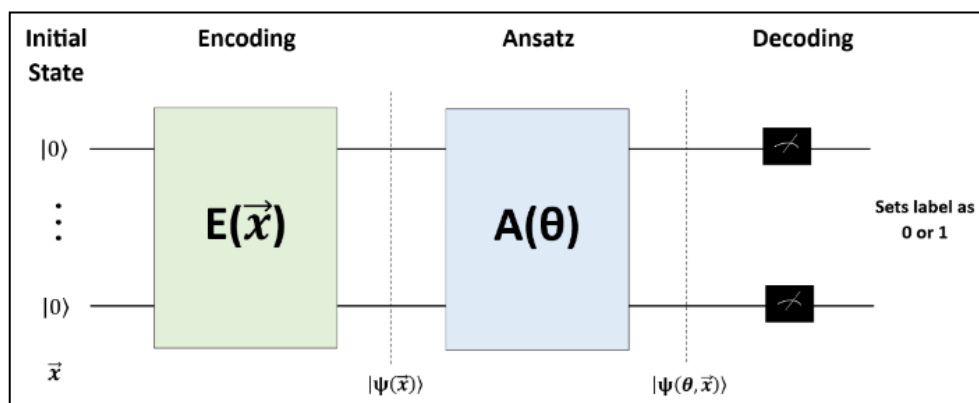 Initial State
Encoding
Ansatz
Decoding
|0⟩
⋮
|0⟩
E(x⃗)
A(θ)
Sets label as
0 or 1
x⃗
|ψ(x⃗)⟩
|ψ(θ, x⃗)⟩